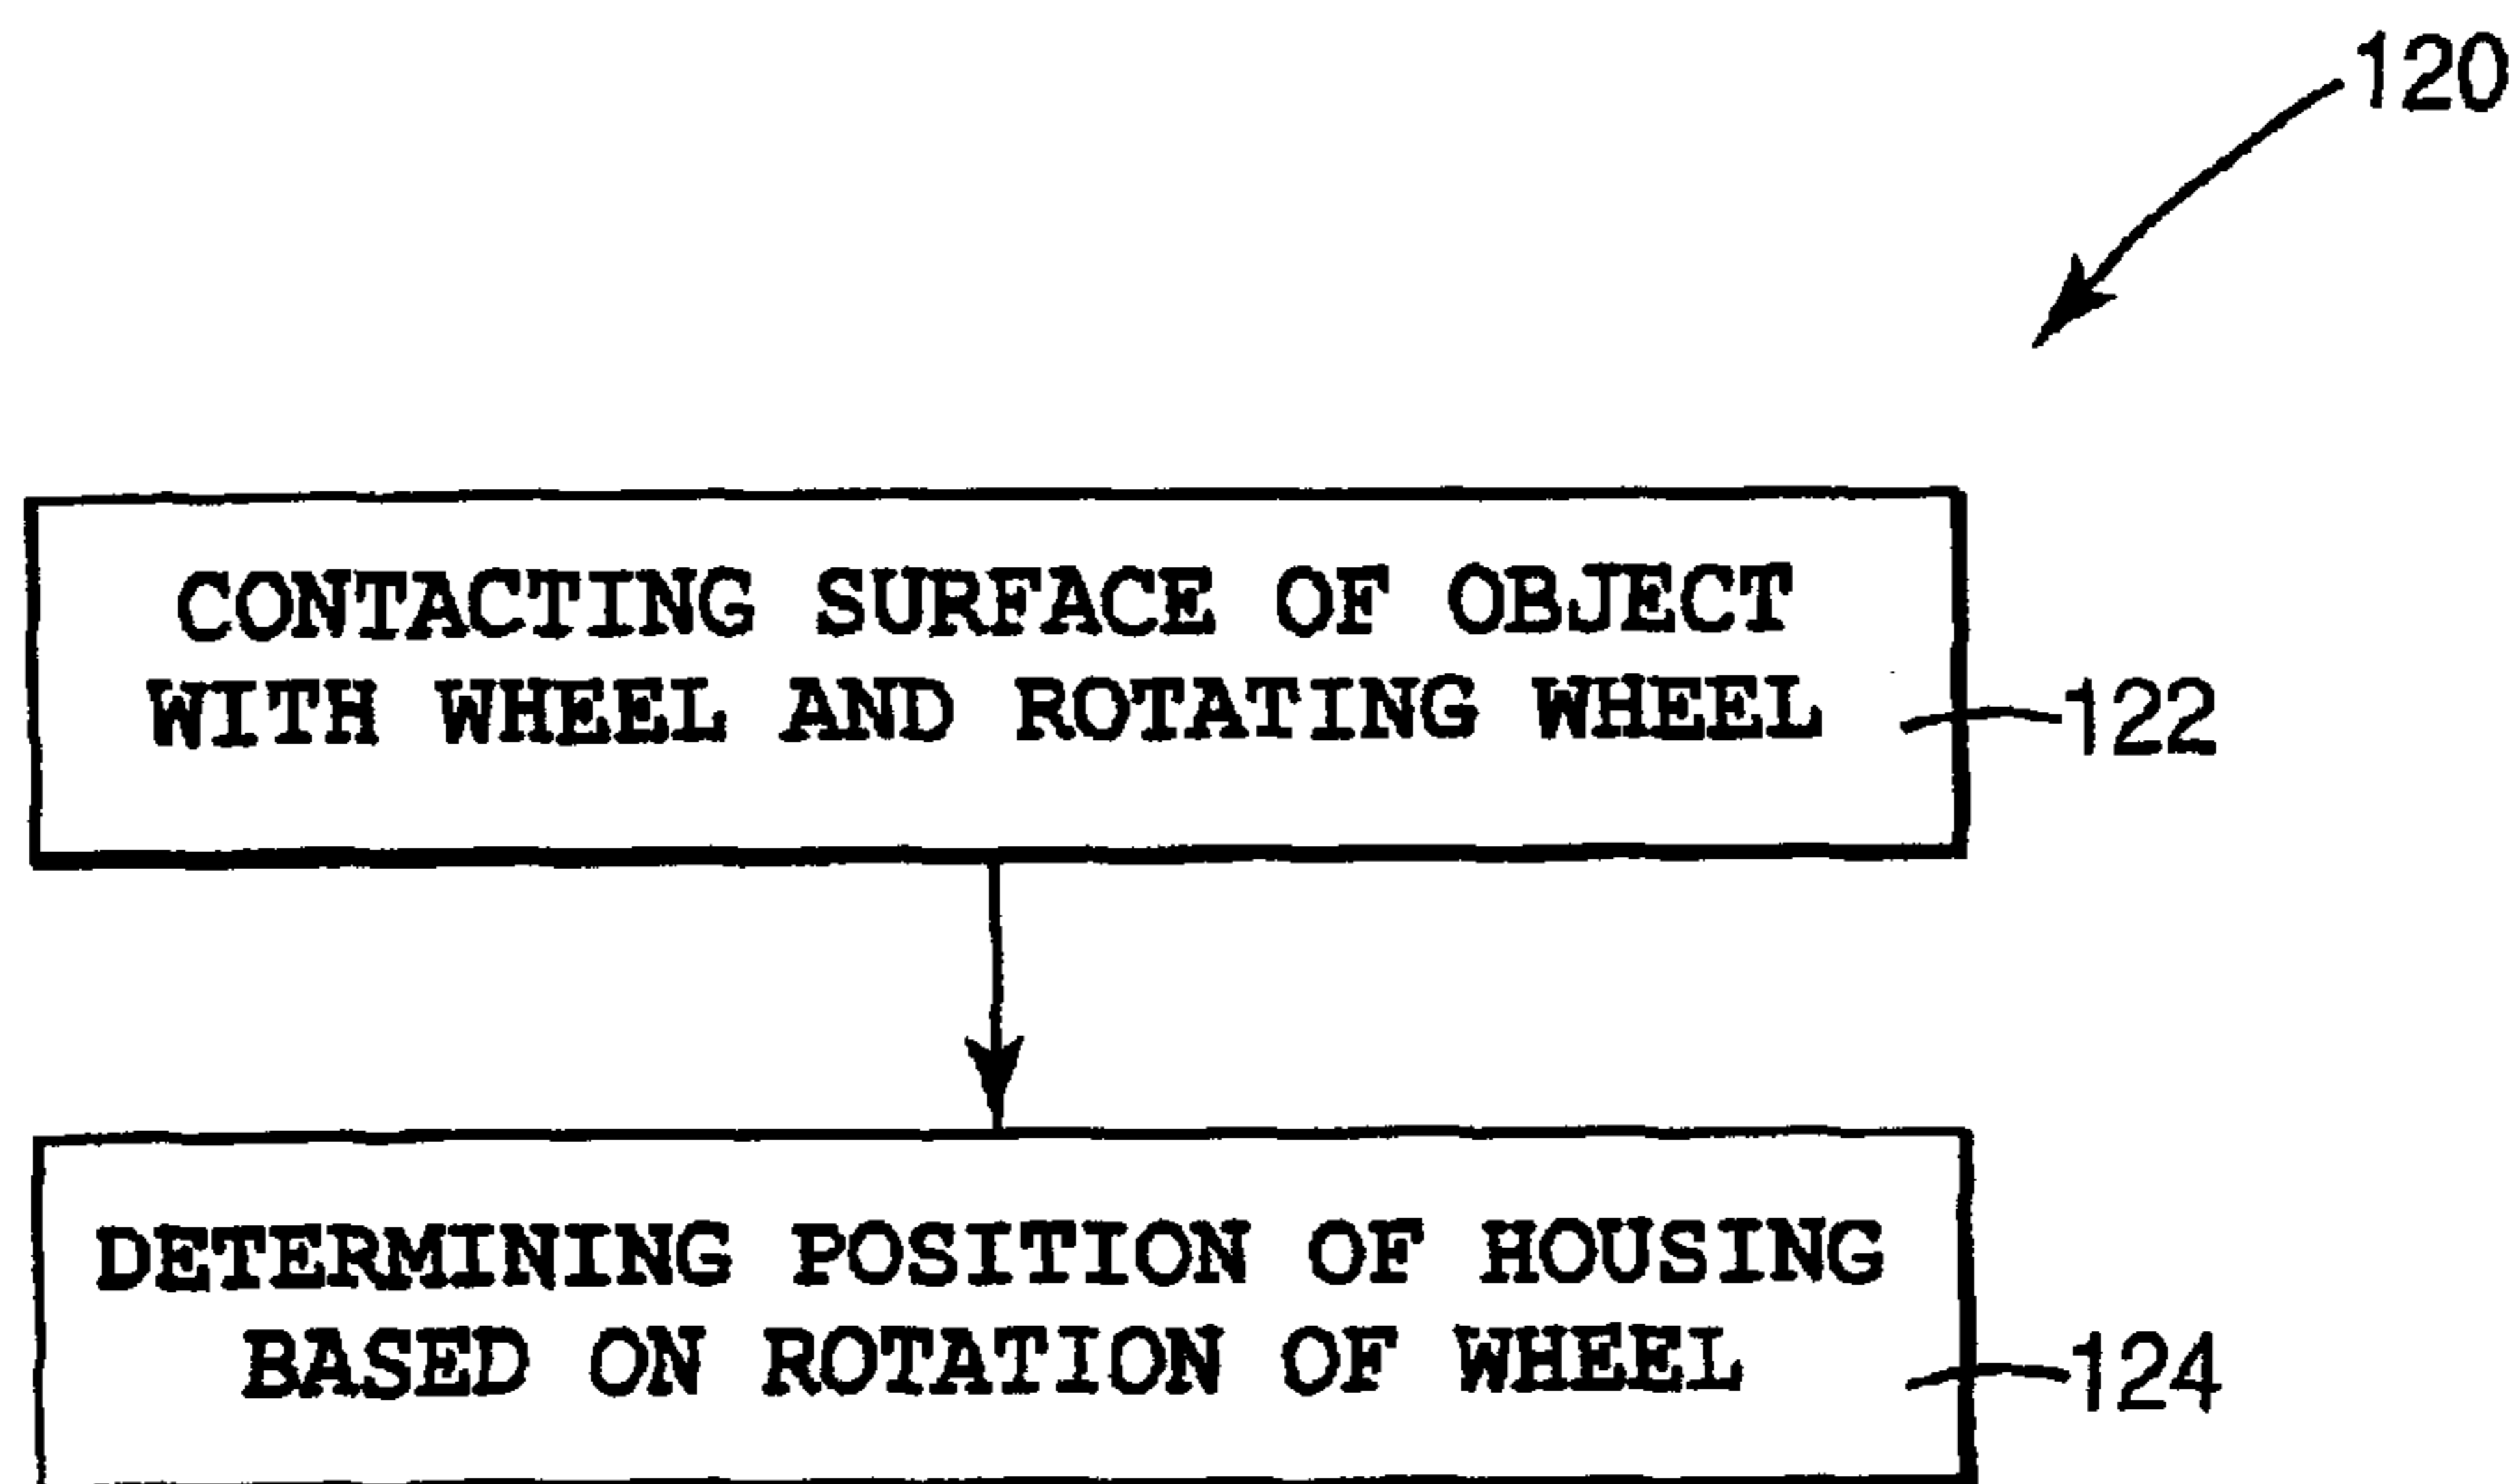 120
CONTACTING SURFACE OF OBJECT
WITH WHEEL AND ROTATING WHEEL
122
DETERMINING POSITION OF HOUSING
BASED ON ROTATION OF WHEEL
124